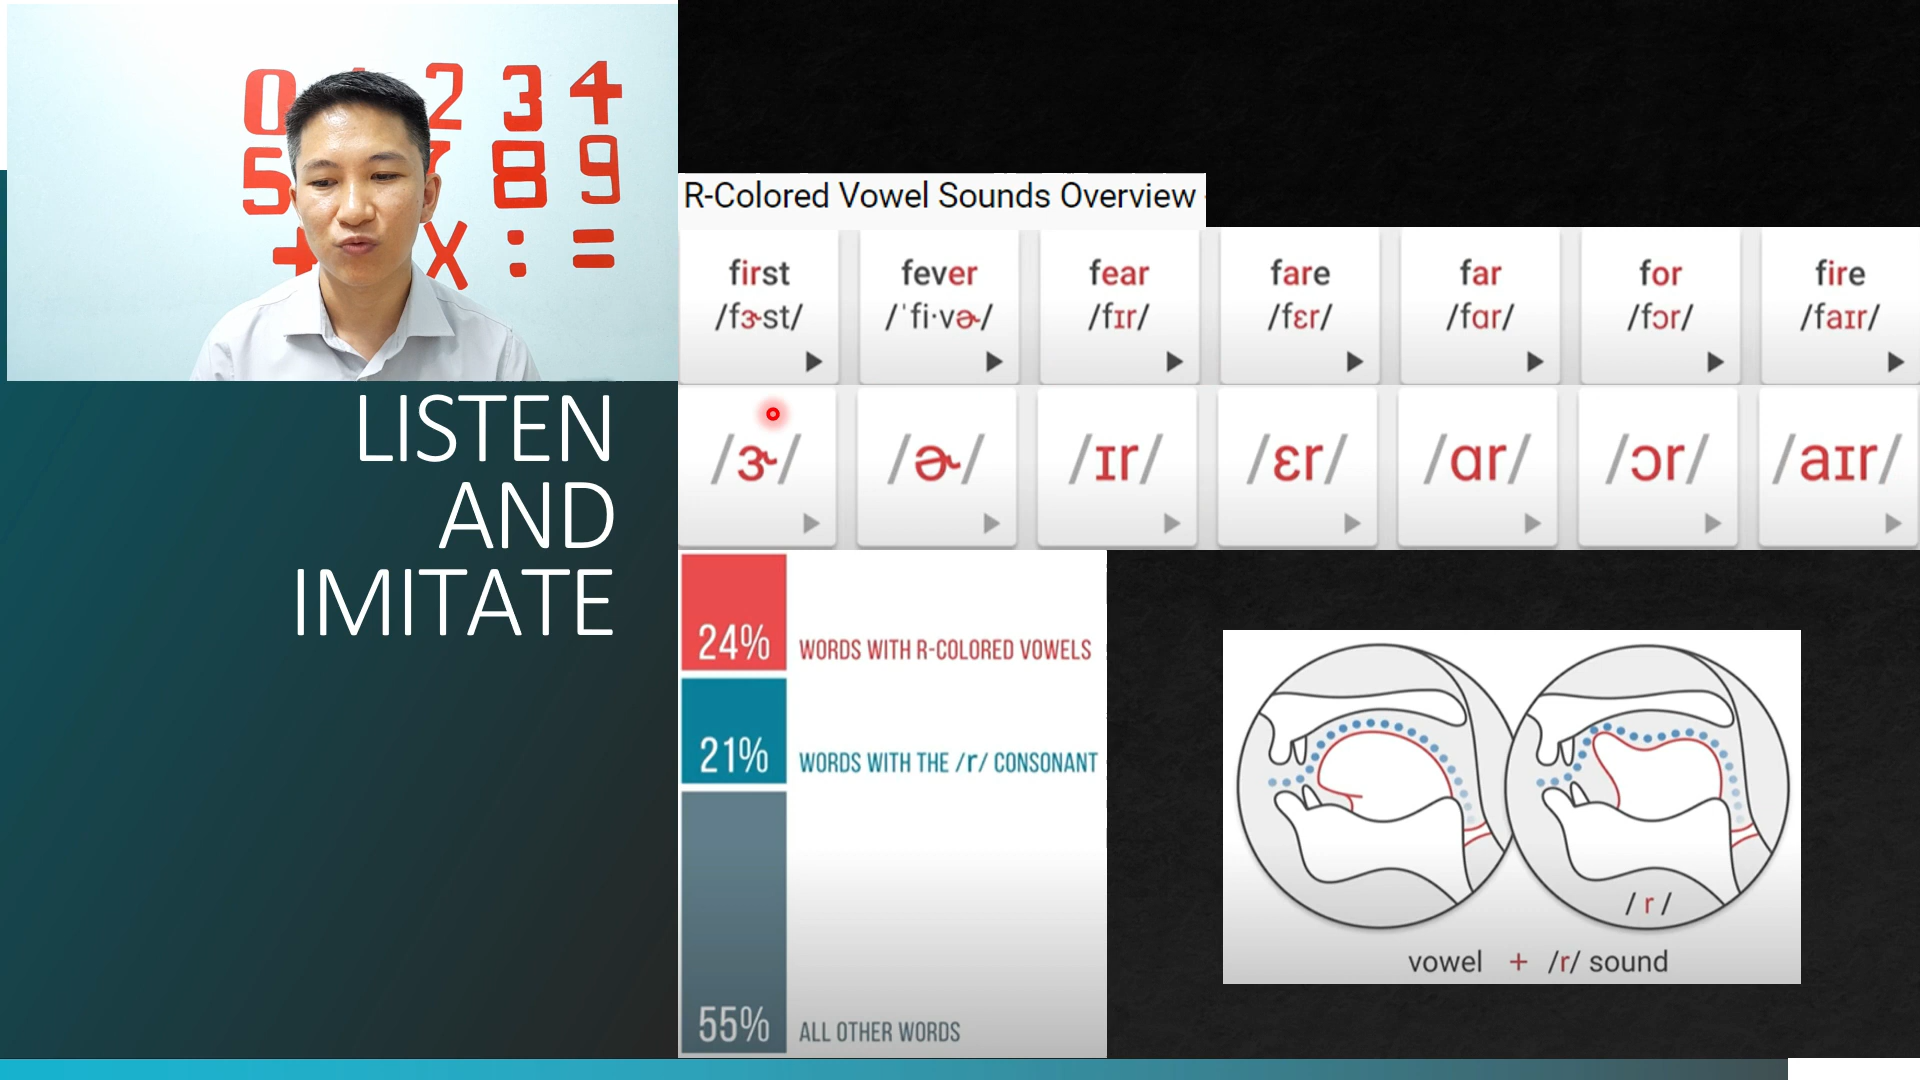 0 2 3 4
5 7 8 9
+ X : =
LISTEN
AND
IMITATE
R-Colored Vowel Sounds Overview
first fever fear fare far for fire
/fɝst/ /ˈfi·vɚ/ /fɪr/ /fɛr/ /fɑr/ /fɔr/ /faɪr/
/ɝ/ /ɚ/ /ɪr/ /ɛr/ /ɑr/ /ɔr/ /aɪr/
24% WORDS WITH R-COLORED VOWELS
21% WORDS WITH THE /r/ CONSONANT
55% ALL OTHER WORDS
/ r /
vowel + /r/ sound